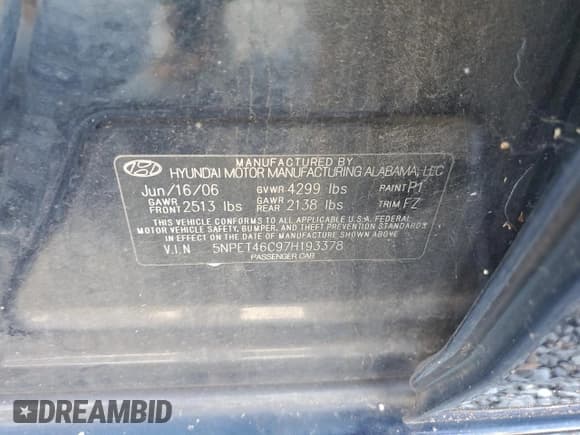 MANUFACTURED BY
HYUNDAI MOTOR MANUFACTURING ALABAMA, LLC
Jun/16/06 GVWR 4299 lbs PAINT P1
GAWR FRONT 2513 lbs GAWR REAR 2138 lbs TRIM FZ
THIS VEHICLE CONFORMS TO ALL APPLICABLE U.S.A. FEDERAL
MOTOR VEHICLE SAFETY, BUMPER, AND THEFT PREVENTION STANDARDS
IN EFFECT ON THE DATE OF MANUFACTURE SHOWN ABOVE
V.I.N 5NPET46C97H193378
PASSENGER CAR
DREAMBID